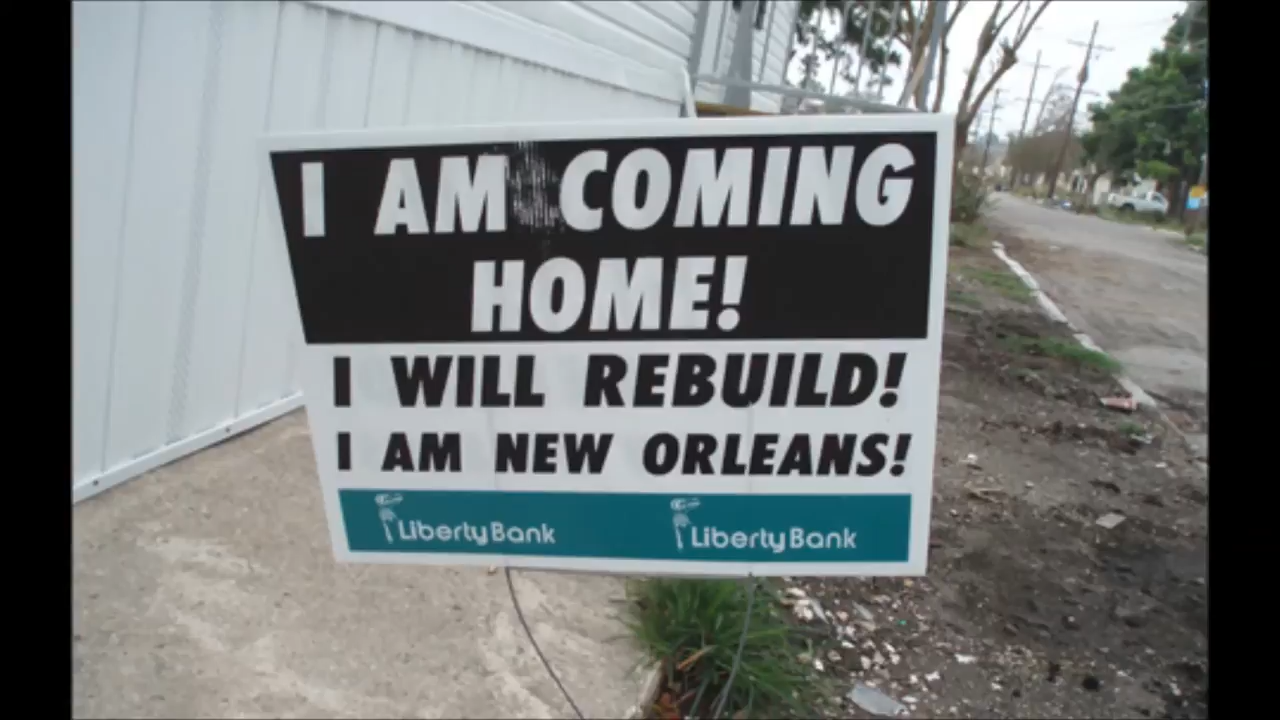 I AM COMING
HOME!
I WILL REBUILD!
I AM NEW ORLEANS!
LibertyBank LibertyBank